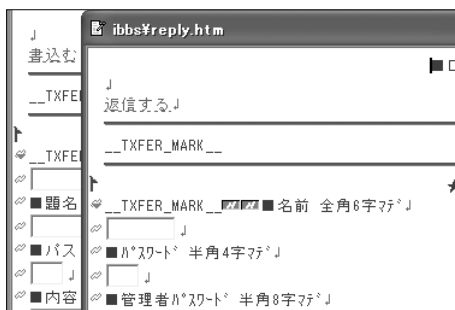 ibbs¥reply.htm
書込む
■
返信する
__TXFER
__TXFER_MARK__
__TXFE
__TXFER_MARK__ ■名前 全角6字マデ
■題名
■パス
■パスワード 半角4字マデ
■内容
■管理者パスワード 半角8字マデ